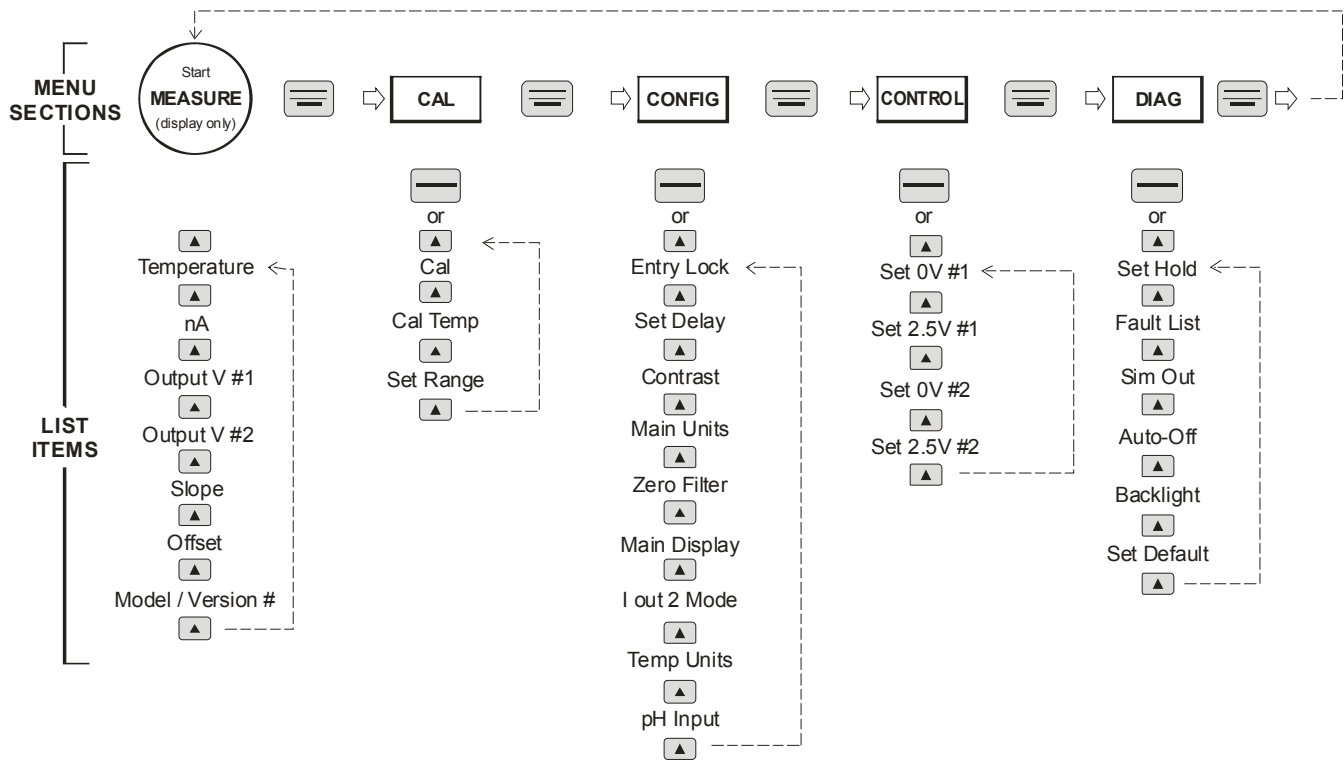 MENU
SECTIONS
Start
MEASURE
(display only)
CAL
CONFIG
CONTROL
DIAG
LIST
ITEMS
Temperature
nA
Output V #1
Output V #2
Slope
Offset
Model / Version #
or
Cal
Cal Temp
Set Range
or
Entry Lock
Set Delay
Contrast
Main Units
Zero Filter
Main Display
I out 2 Mode
Temp Units
pH Input
or
Set 0V #1
Set 2.5V #1
Set 0V #2
Set 2.5V #2
or
Set Hold
Fault List
Sim Out
Auto-Off
Backlight
Set Default